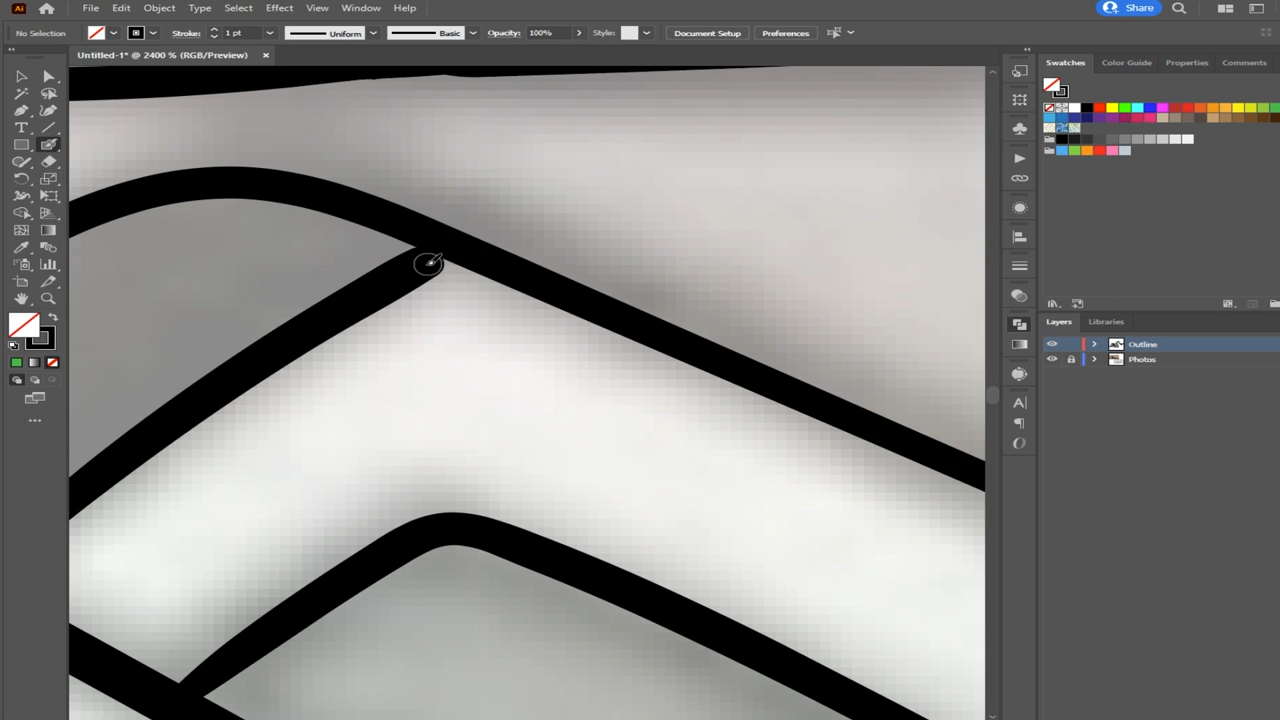 Ai File Edit Object Type Select Effect View Window Help Share
No Selection Stroke: 1 pt Uniform Basic Opacity: 100% Style: Document Setup Preferences
Untitled-1* @ 2400 % (RGB/Preview) ×
Swatches Color Guide Properties Comments
Layers Libraries
Outline
Photos